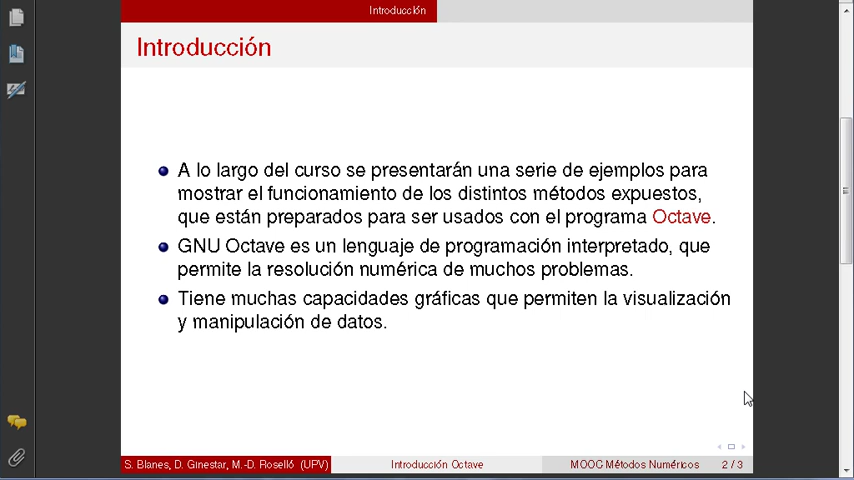 Introducción
Introducción
A lo largo del curso se presentarán una serie de ejemplos para
mostrar el funcionamiento de los distintos métodos expuestos,
que están preparados para ser usados con el programa Octave.
GNU Octave es un lenguaje de programación interpretado, que
permite la resolución numérica de muchos problemas.
Tiene muchas capacidades gráficas que permiten la visualización
y manipulación de datos.
S. Blanes, D. Ginestar, M.-D. Roselló (UPV) Introducción Octave MOOC Métodos Numéricos 2 / 3